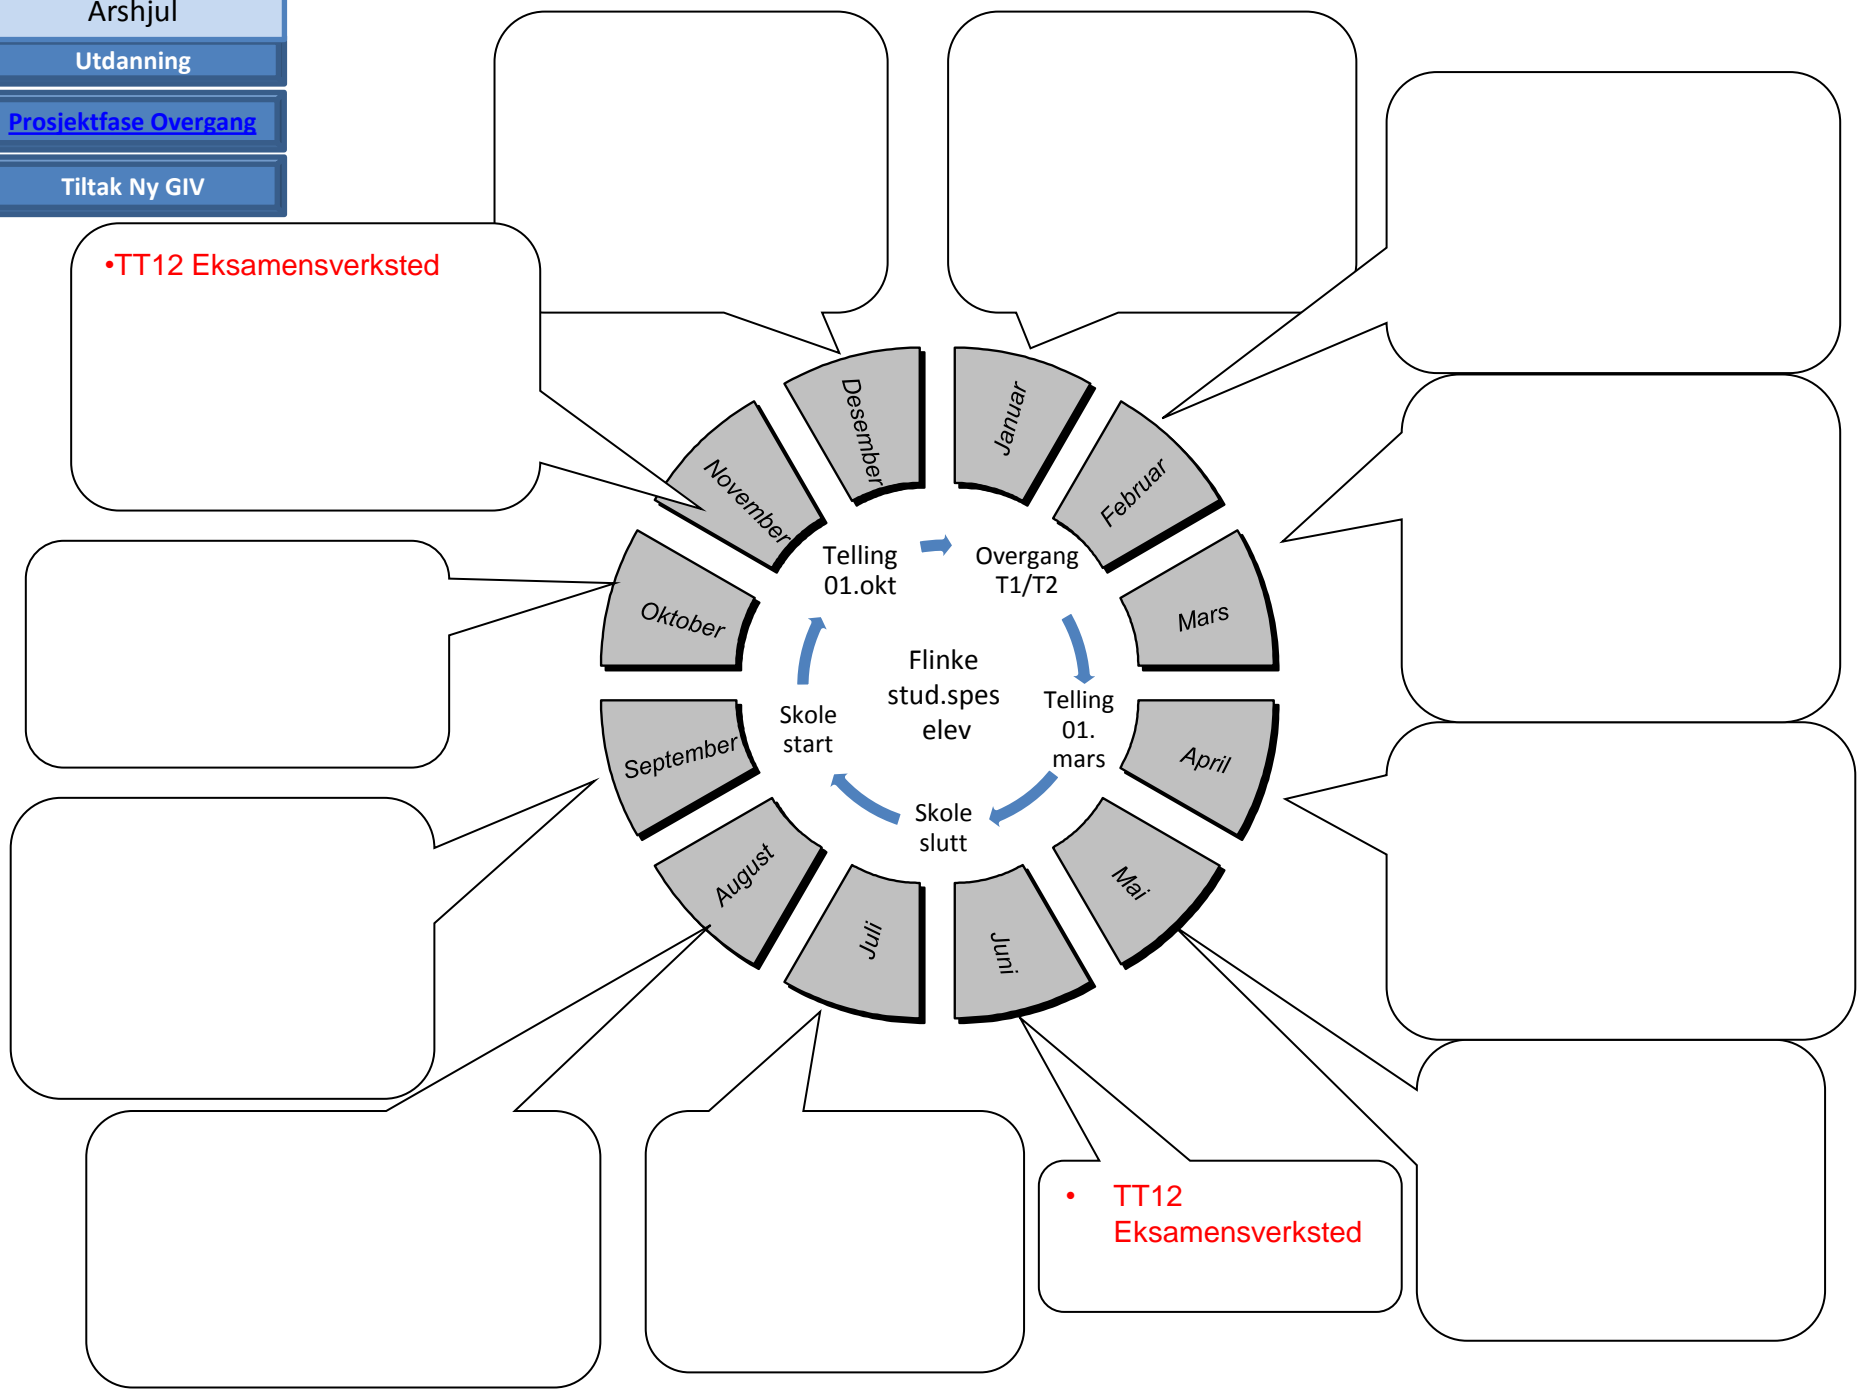 Arshjul
Utdanning
Prosjektfase Overgang
Tiltak Ny GIV
•TT12 Eksamensverksted
Desember
Januar
November
Februar
Oktober
Mars
September
April
August
Mai
Juli
Juni
Telling
01.okt
Overgang
T1/T2
Flinke
stud.spes
elev
Telling
01.
mars
Skole
start
Skole
slutt
• TT12
Eksamensverksted